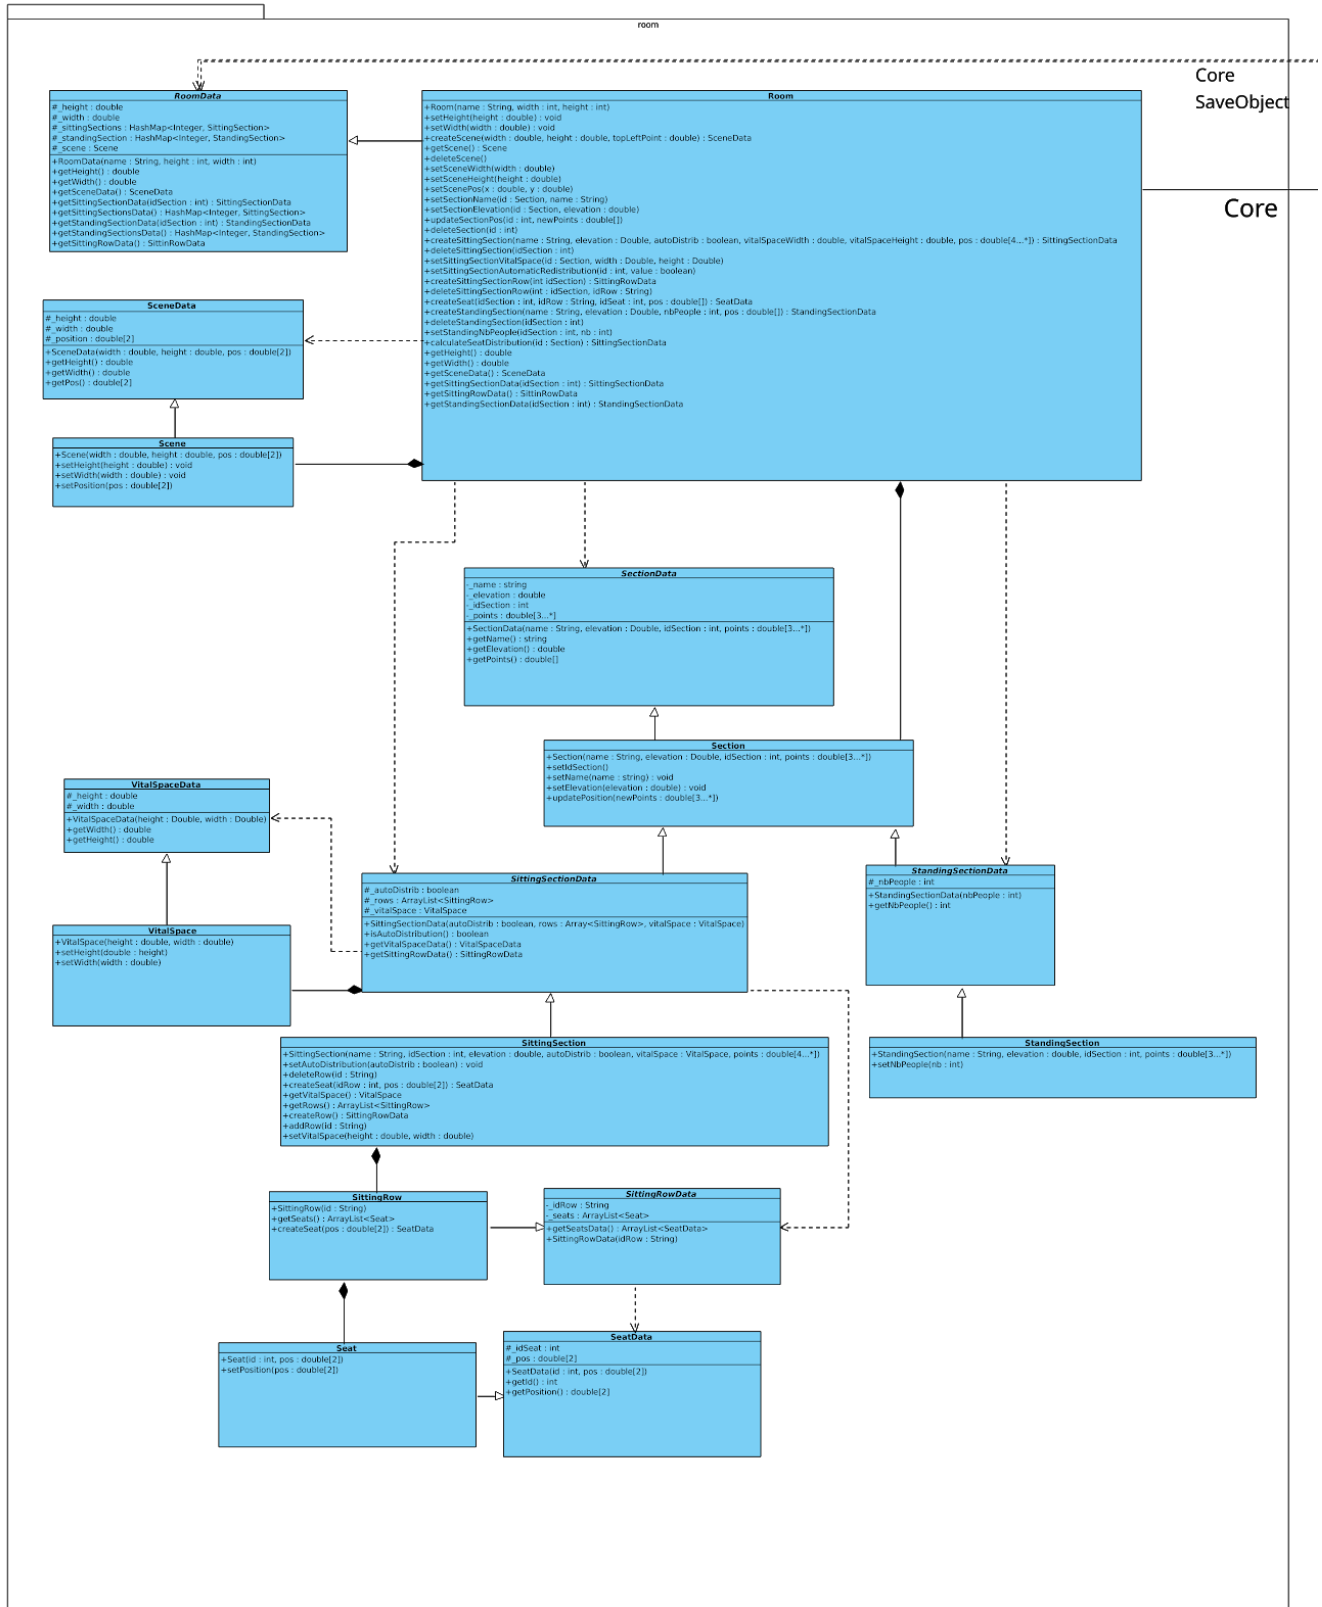 room
Core
SaveObject
Core
RoomData
#_height : double
#_width : double
#_sittingSections : HashMap<Integer, SittingSection>
#_standingSection : HashMap<Integer, StandingSection>
#_scene : Scene
+RoomData(name : String, height : int, width : int)
+getHeight() : double
+getWidth() : double
+getSceneData() : SceneData
+getSittingSectionData(idSection : int) : SittingSectionData
+getSittingSectionsData() : HashMap<Integer, SittingSection>
+getStandingSectionData(idSection : int) : StandingSectionData
+getStandingSectionsData() : HashMap<Integer, StandingSection>
+getSittingRowData() : SittinRowData
Room
+Room(name : String, width : int, height : int)
+setHeight(height : double) : void
+setWidth(width : double) : void
+createScene(width : double, height : double, topLeftPoint : double) : SceneData
+getScene() : Scene
+deleteScene()
+setSceneWidth(width : double)
+setSceneHeight(height : double)
+setScenePos(x : double, y : double)
+setSectionName(id : Section, name : String)
+setSectionElevation(id : Section, elevation : double)
+updateSectionPos(id : int, newPoints : double[])
+deleteSection(id : int)
+createSittingSection(name : String, elevation : Double, autoDistrib : boolean, vitalSpaceWidth : double, vitalSpaceHeight : double, pos : double[4...*]) : SittingSectionData
+deleteSittingSection(idSection : int)
+setSittingSectionVitalSpace(id : Section, width : Double, height : Double)
+setSittingSectionAutomaticRedistribution(id : int, value : boolean)
+createSittingSectionRow(int idSection) : SittingRowData
+deleteSittingSectionRow(int : idSection, idRow : String)
+createSeat(idSection : int, idRow : String, idSeat : int, pos : double[]) : SeatData
+createStandingSection(name : String, elevation : Double, nbPeople : int, pos : double[]) : StandingSectionData
+deleteStandingSection(idSection : int)
+setStandingNbPeople(idSection : int, nb : int)
+calculateSeatDistribution(id : Section) : SittingSectionData
+getHeight() : double
+getWidth() : double
+getSceneData() : SceneData
+getSittingSectionData(idSection : int) : SittingSectionData
+getSittingRowData() : SittinRowData
+getStandingSectionData(idSection : int) : StandingSectionData
SceneData
#_height : double
#_width : double
#_position : double[2]
+SceneData(width : double, height : double, pos : double[2])
+getHeight() : double
+getWidth() : double
+getPos() : double[2]
Scene
+Scene(width : double, height : double, pos : double[2])
+setHeight(height : double) : void
+setWidth(width : double) : void
+setPosition(pos : double[2])
SectionData
-_name : string
-_elevation : double
-_idSection : int
-_points : double[3...*]
+SectionData(name : String, elevation : Double, idSection : int, points : double[3...*])
+getName() : string
+getElevation() : double
+getPoints() : double[]
Section
+Section(name : String, elevation : Double, idSection : int, points : double[3...*])
+setIdSection()
+setName(name : string) : void
+setElevation(elevation : double) : void
+updatePosition(newPoints : double[3...*])
VitalSpaceData
#_height : double
#_width : double
+VitalSpaceData(height : Double, width : Double)
+getWidth() : double
+getHeight() : double
VitalSpace
+VitalSpace(height : double, width : double)
+setHeight(double : height)
+setWidth(width : double)
SittingSectionData
#_autoDistrib : boolean
#_rows : ArrayList<SittingRow>
#_vitalSpace : VitalSpace
+SittingSectionData(autoDistrib : boolean, rows : Array<SittingRow>, vitalSpace : VitalSpace)
+isAutoDistribution() : boolean
+getVitalSpaceData() : VitalSpaceData
+getSittingRowData() : SittingRowData
StandingSectionData
#_nbPeople : int
+StandingSectionData(nbPeople : int)
+getNbPeople() : int
SittingSection
+SittingSection(name : String, idSection : int, elevation : double, autoDistrib : boolean, vitalSpace : VitalSpace, points : double[4...*])
+setAutoDistribution(autoDistrib : boolean) : void
+deleteRow(id : String)
+createSeat(idRow : int, pos : double[2]) : SeatData
+getVitalSpace() : VitalSpace
+getRows() : ArrayList<SittingRow>
+createRow() : SittingRowData
+addRow(id : String)
+setVitalSpace(height : double, width : double)
StandingSection
+StandingSection(name : String, elevation : double, idSection : int, points : double[3...*])
+setNbPeople(nb : int)
SittingRow
+SittingRow(id : String)
+getSeats() : ArrayList<Seat>
+createSeat(pos : double[2]) : SeatData
SittingRowData
-_idRow : String
-_seats : ArrayList<Seat>
+getSeatsData() : ArrayList<SeatData>
+SittingRowData(idRow : String)
Seat
+Seat(id : int, pos : double[2])
+setPosition(pos : double[2])
SeatData
#_idSeat : int
#_pos : double[2]
+SeatData(id : int, pos : double[2])
+getId() : int
+getPosition() : double[2]